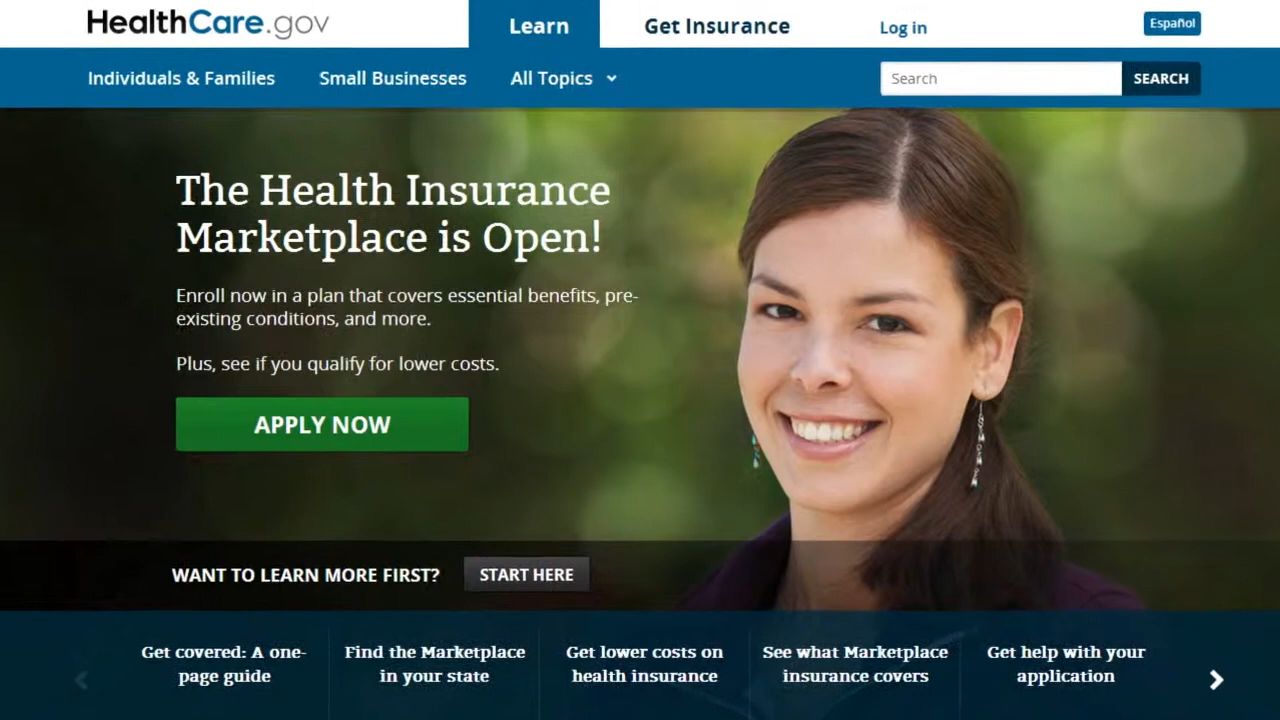 HealthCare.gov
Learn
Get Insurance
Log in
Español
Individuals & Families
Small Businesses
All Topics
Search
SEARCH
The Health Insurance
Marketplace is Open!
Enroll now in a plan that covers essential benefits, pre-
existing conditions, and more.
Plus, see if you qualify for lower costs.
APPLY NOW
WANT TO LEARN MORE FIRST?
START HERE
Get covered: A one-
page guide
Find the Marketplace
in your state
Get lower costs on
health insurance
See what Marketplace
insurance covers
Get help with your
application